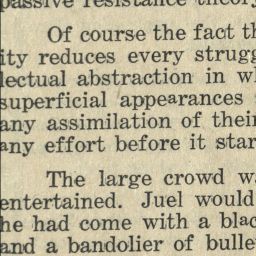 passive resistance theory
Of course the fact th
ity reduces every strugg
lectual abstraction in wh
superficial appearances
any assimilation of their
any effort before it star
The large crowd wa
entertained. Juel would
he had come with a blac
and a bandolier of bulle